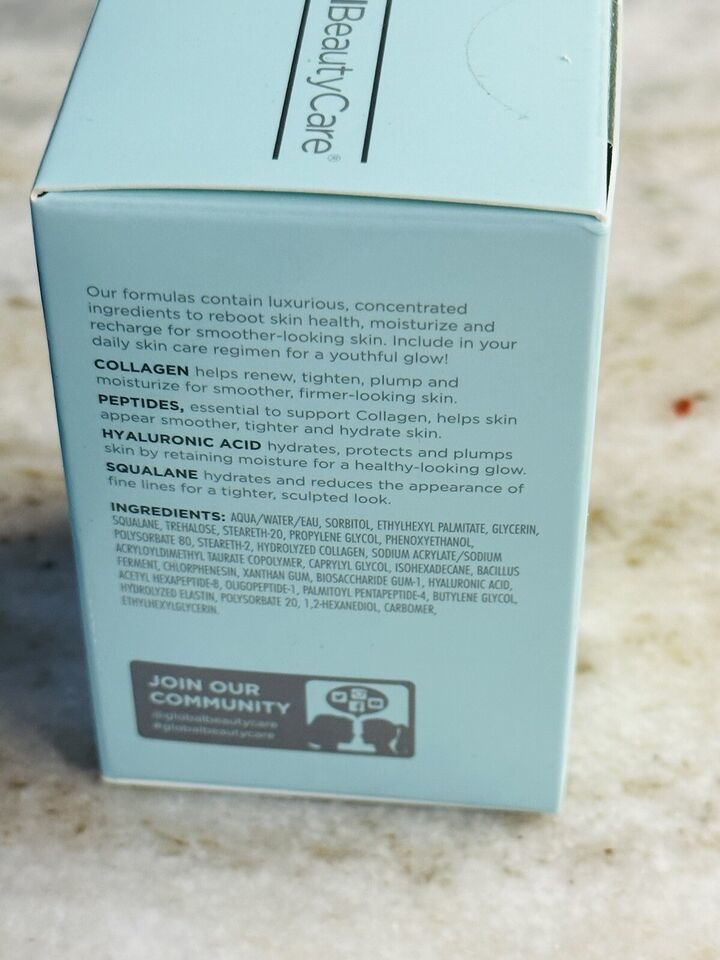 BeautyCare®
Our formulas contain luxurious, concentrated
ingredients to reboot skin health, moisturize and
recharge for smoother-looking skin. Include in your
daily skin care regimen for a youthful glow!
COLLAGEN helps renew, tighten, plump and
moisturize for smoother, firmer-looking skin.
PEPTIDES, essential to support Collagen, helps skin
appear smoother, tighter and hydrate skin.
HYALURONIC ACID hydrates, protects and plumps
skin by retaining moisture for a healthy-looking glow.
SQUALANE hydrates and reduces the appearance of
fine lines for a tighter, sculpted look.
INGREDIENTS: AQUA/WATER/EAU, SORBITOL, ETHYLHEXYL PALMITATE, GLYCERIN,
SQUALANE, TREHALOSE, STEARETH-20, PROPYLENE GLYCOL, PHENOXYETHANOL,
POLYSORBATE 80, STEARETH-2, HYDROLYZED COLLAGEN, SODIUM ACRYLATE/SODIUM
ACRYLOYLDIMETHYL TAURATE COPOLYMER, CAPRYLYL GLYCOL, ISOHEXADECANE, BACILLUS
FERMENT, CHLORPHENESIN, XANTHAN GUM, BIOSACCHARIDE GUM-1, HYALURONIC ACID,
ACETYL HEXAPEPTIDE-8, OLIGOPEPTIDE-1, PALMITOYL PENTAPEPTIDE-4, BUTYLENE GLYCOL,
HYDROLYZED ELASTIN, POLYSORBATE 20, 1,2-HEXANEDIOL, CARBOMER,
ETHYLHEXYLGLYCERIN.
JOIN OUR
COMMUNITY
@globalbeautycare
#globalbeautycare